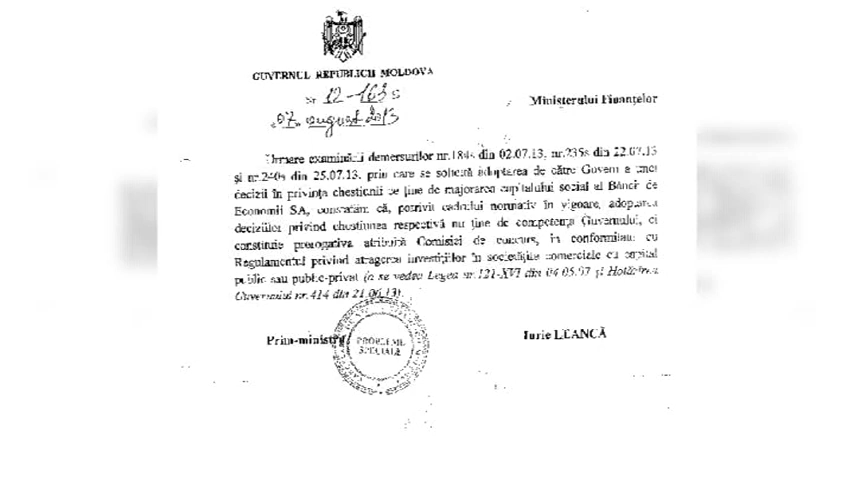 GUVERNUL REPUBLICII MOLDOVA
nr 12-163s
„07„ august 2013
Ministerului Finanțelor
Urmare examinării demersurilor nr.184s din 02.07.13, nr.235s din 22.07.13
și nr.240s din 25.07.13, prin care se solicită adoptarea de către Guvern a unei
decizii în privința chestiunii ce ține de majorarea capitalului social al Băncii de
Economii SA, constatăm că, potrivit cadrului normativ în vigoare, adoptarea
deciziilor privind chestiunea respectivă nu ține de competența Guvernului, ci
constituie prerogativa atribuită Comisiei de concurs, în conformitate cu
Regulamentul privind atragerea investițiilor în societățile comerciale cu capital
public sau public-privat (a se vedea Legea nr.121-XVI din 04.05.07 și Hotărîrea
Guvernului nr.414 din 21.06.13).
Prim-ministru
Iurie LEANCĂ
PROBLEME
SPECIALE